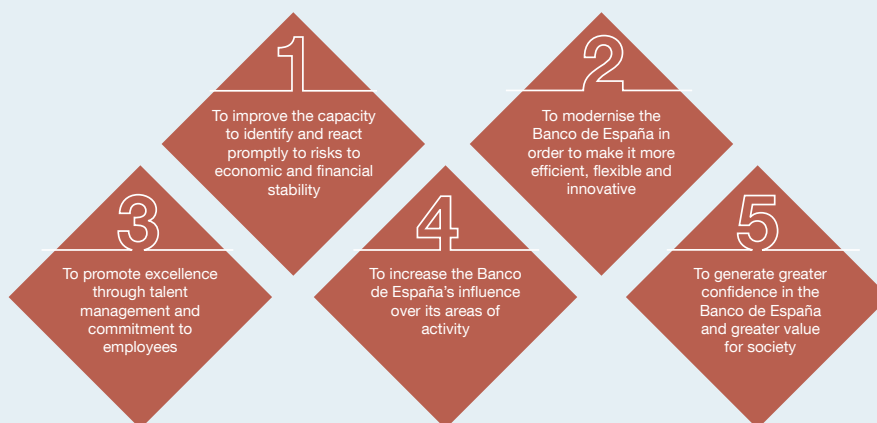 1
To improve the capacity
to identify and react
promptly to risks to
economic and financial
stability
2
To modernise the
Banco de España in
order to make it more
efficient, flexible and
innovative
3
To promote excellence
through talent
management and
commitment to
employees
4
To increase the Banco
de España’s influence
over its areas of
activity
5
To generate greater
confidence in the
Banco de España
and greater value
for society